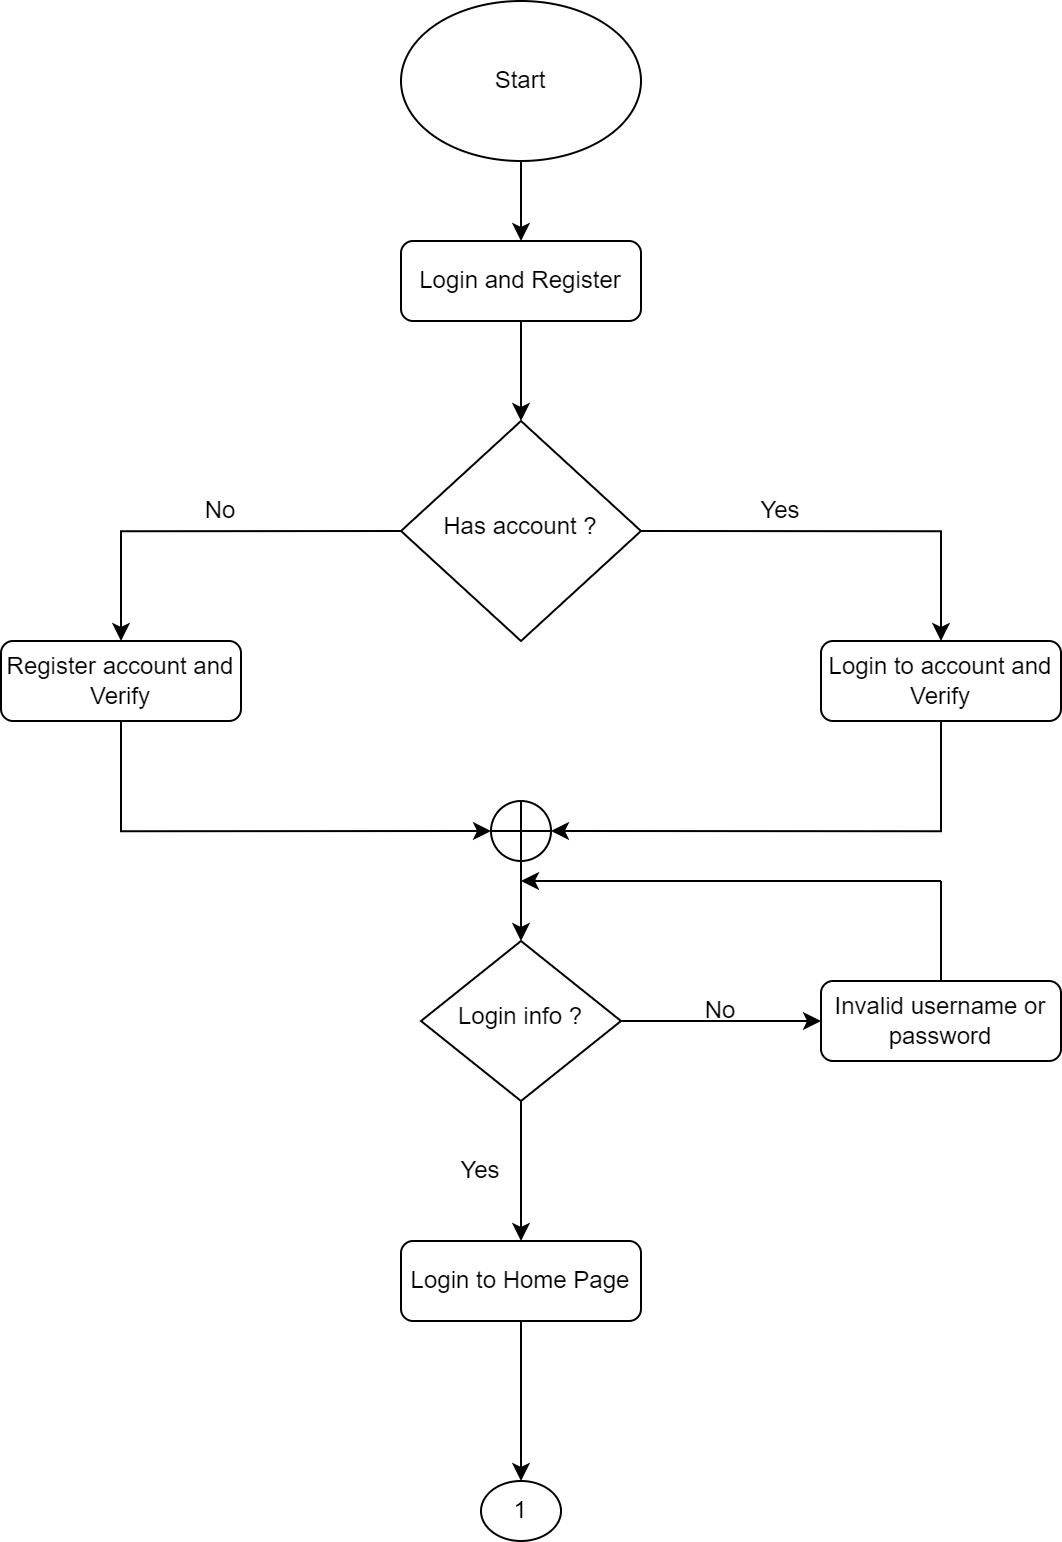 Start
Login and Register
Has account ?
No
Yes
Register account and
Verify
Login to account and
Verify
Login info ?
No
Invalid username or
password
Yes
Login to Home Page
1